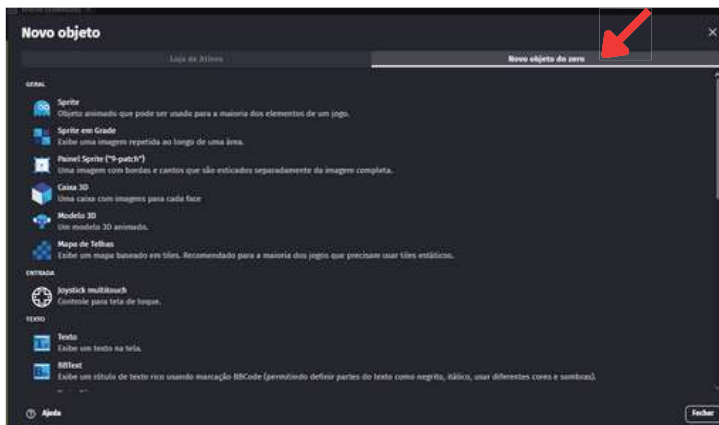 Novo objeto
Loja de Ativos
Novo objeto do zero
GERAL
Sprite
Objeto animado que pode ser usado para a maioria dos elementos de um jogo.
Sprite em Grade
Exibe uma imagem repetida ao longo de uma área.
Painel Sprite ("9-patch")
Uma imagem com bordas e cantos que são esticados separadamente da imagem completa.
Caixa 3D
Uma caixa com imagens para cada face
Modelo 3D
Um modelo 3D animado.
Mapa de Telhas
Exibe um mapa baseado em tiles. Recomendado para a maioria dos jogos que precisam usar tiles estáticos.
ENTRADA
Joystick multitouch
Controle para tela de toque.
TEXTO
Texto
Exibe um texto na tela.
BBText
Exibe um rótulo de texto rico usando marcação BBCode (permitindo definir partes do texto como negrito, itálico, usar diferentes cores e sombras).
Ajuda
Fechar